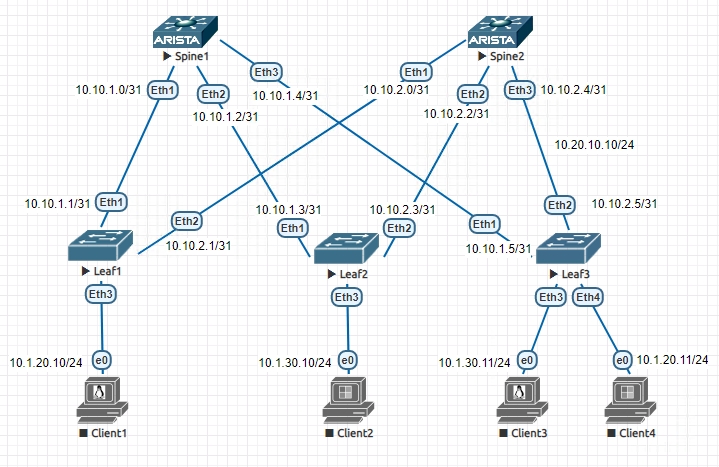 ARISTA
ARISTA
Spine1
Spine2
Eth3
Eth1
10.10.1.0/31
Eth1
Eth2
10.10.1.4/31
10.10.2.0/31
Eth2
Eth3
10.10.2.4/31
10.10.1.2/31
10.10.2.2/31
10.20.10.10/24
10.10.1.1/31
Eth1
Eth2
10.10.1.3/31
10.10.2.3/31
Eth2
10.10.2.5/31
Eth1
Eth2
Eth1
10.10.2.1/31
10.10.1.5/31
Leaf1
Leaf2
Leaf3
Eth3
Eth3
Eth3
Eth4
10.1.20.10/24
e0
10.1.30.10/24
e0
10.1.30.11/24
e0
e0
10.1.20.11/24
Client1
Client2
Client3
Client4